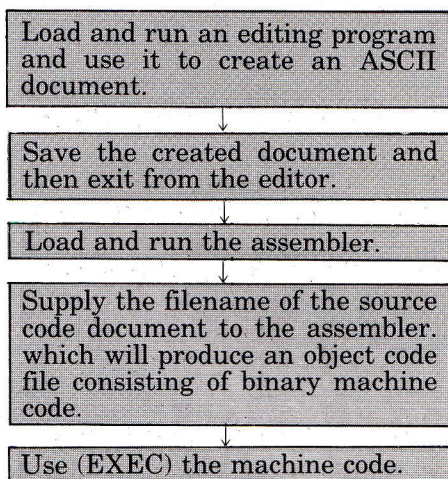 Load and run an editing program
and use it to create an ASCII
document.
Save the created document and
then exit from the editor.
Load and run the assembler.
Supply the filename of the source
code document to the assembler.
which will produce an object code
file consisting of binary machine
code.
Use (EXEC) the machine code.